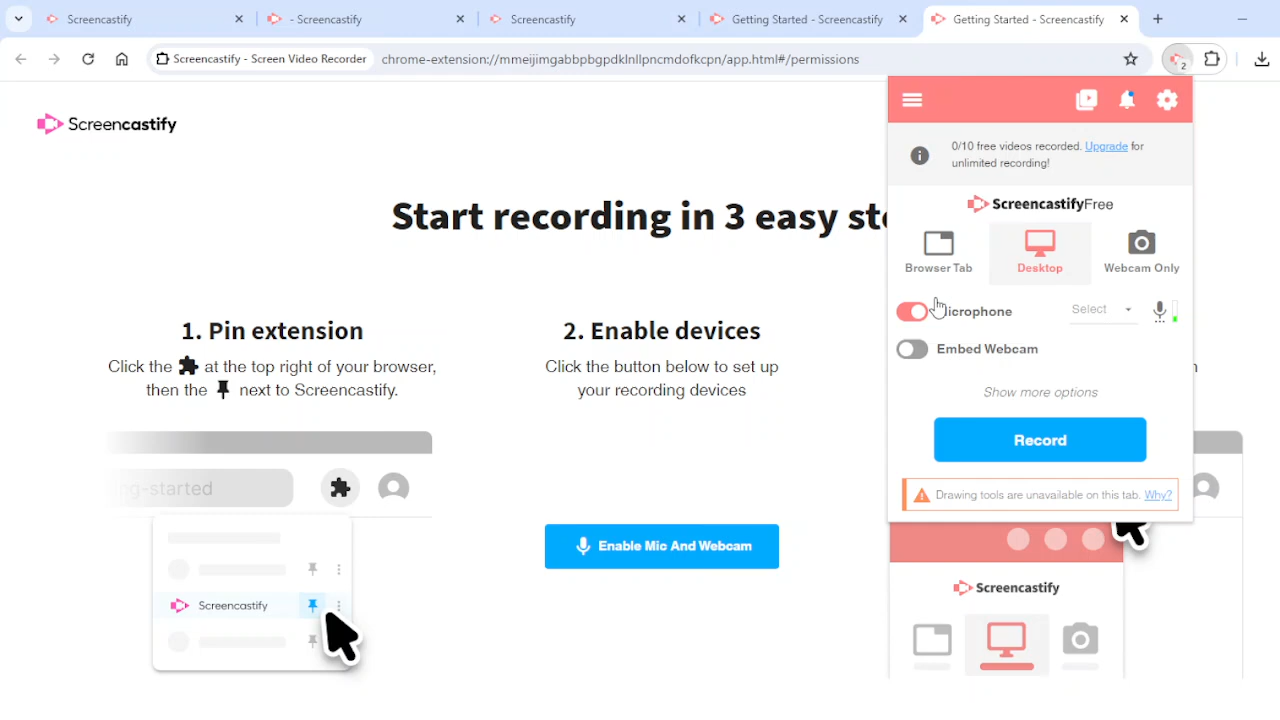 Screencastify
- Screencastify
Screencastify
Getting Started - Screencastify
Getting Started - Screencastify
Screencastify - Screen Video Recorder
chrome-extension://mmeijimgabbpbgpdklnllpncmdofkcpn/app.html#/permissions
2
Screencastify
0/10 free videos recorded. Upgrade for
unlimited recording!
ScreencastifyFree
Browser Tab
Desktop
Webcam Only
Microphone
Select
Embed Webcam
Show more options
Record
Drawing tools are unavailable on this tab. Why?
Start recording in 3 easy ste
1. Pin extension
Click the at the top right of your browser,
then the next to Screencastify.
ng-started
Screencastify
2. Enable devices
Click the button below to set up
your recording devices
Enable Mic And Webcam
n
Screencastify